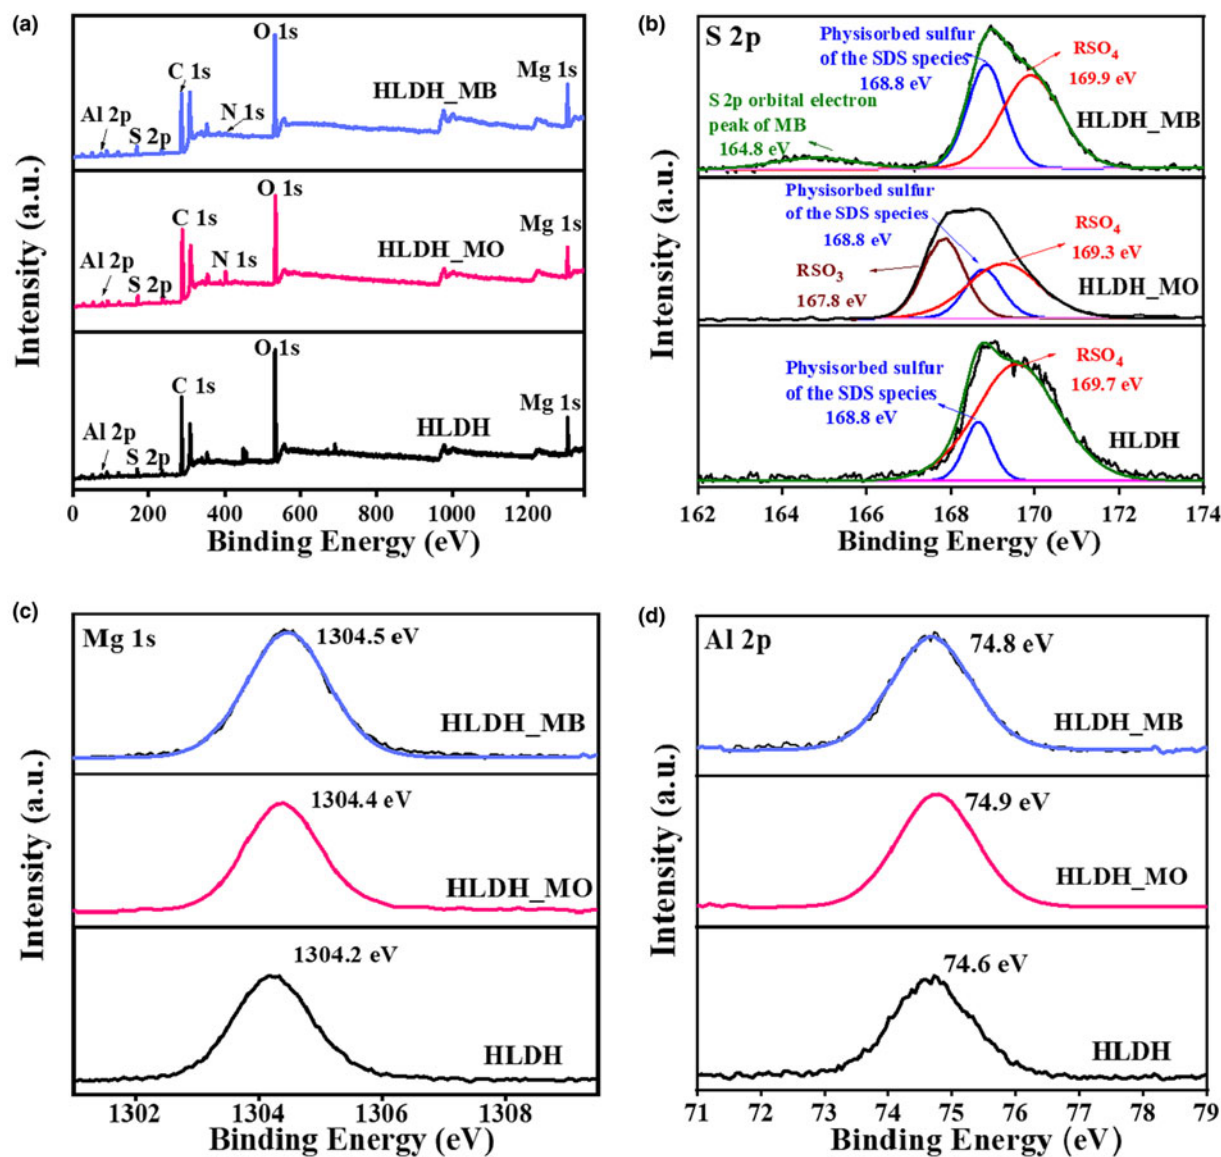 (a)
O 1s
C 1s
Mg 1s
HLDH_MB
Al 2p
N 1s
S 2p
O 1s
C 1s
Mg 1s
HLDH_MO
Al 2p
N 1s
S 2p
O 1s
C 1s
Mg 1s
HLDH
Al 2p
S 2p
0 200 400 600 800 1000 1200
Binding Energy (eV)
Intensity (a.u.)
(b)
S 2p
Physisorbed sulfur
of the SDS species
168.8 eV
RSO₄
169.9 eV
S 2p orbital electron
peak of MB
164.8 eV
HLDH_MB
Physisorbed sulfur
of the SDS species
168.8 eV
RSO₄
169.3 eV
RSO₃
167.8 eV
HLDH_MO
Physisorbed sulfur
of the SDS species
168.8 eV
RSO₄
169.7 eV
HLDH
162 164 166 168 170 172 174
Binding Energy (eV)
Intensity (a.u.)
(c)
Mg 1s
1304.5 eV
HLDH_MB
1304.4 eV
HLDH_MO
1304.2 eV
HLDH
1302 1304 1306 1308
Binding Energy (eV)
Intensity (a.u.)
(d)
Al 2p
74.8 eV
HLDH_MB
74.9 eV
HLDH_MO
74.6 eV
HLDH
71 72 73 74 75 76 77 78 79
Binding Energy (eV)
Intensity (a.u.)